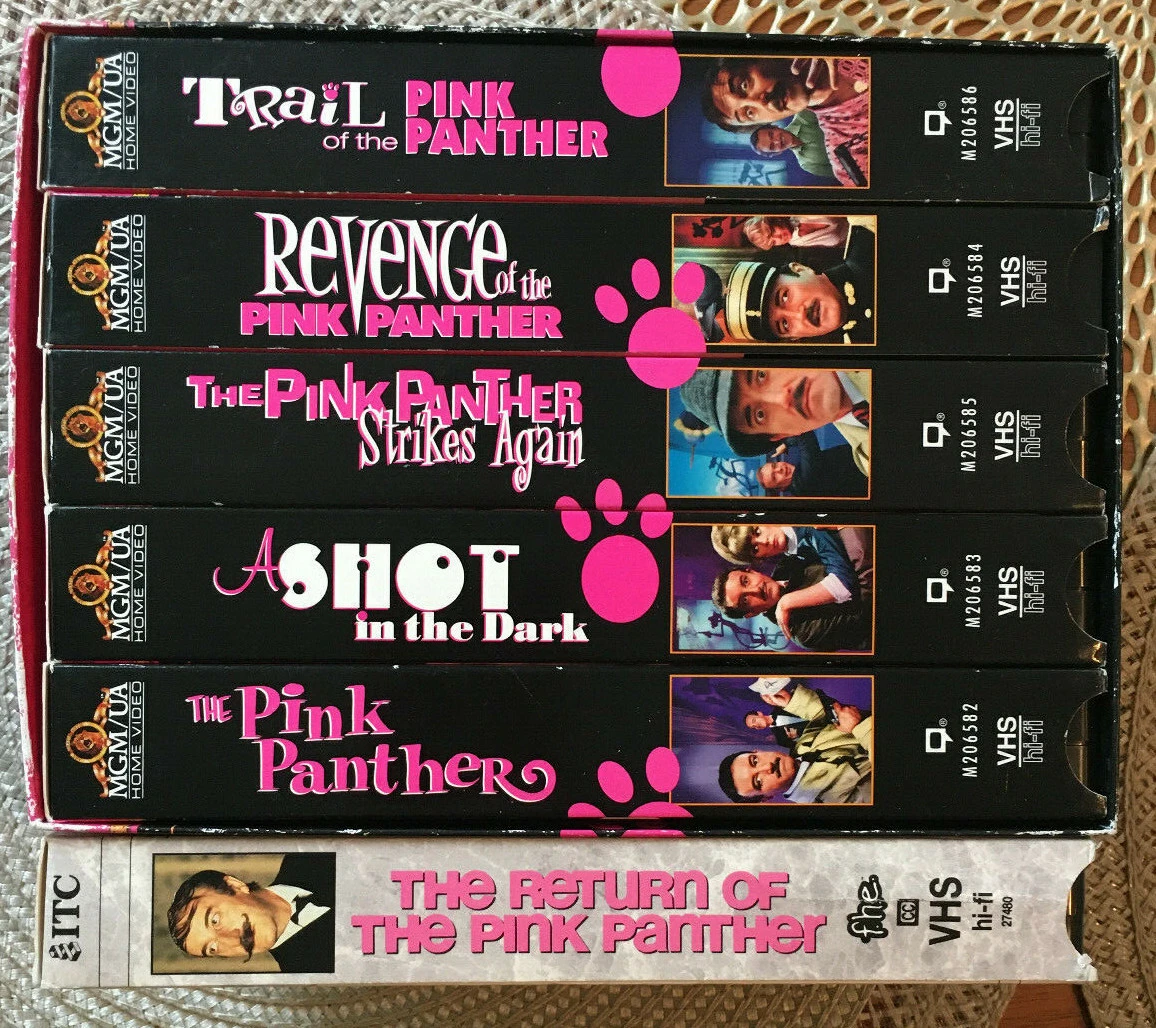 MGM/UA
HOME VIDEO
TRaiL
of the
PINK
PANTHER
M206586
VHS
hi-fi
MGM/UA
HOME VIDEO
ReVeNGe
of the
PINK PANTHER
M206584
VHS
hi-fi
MGM/UA
HOME VIDEO
THE PINK PANTHER
Strikes Again
M206585
VHS
hi-fi
MGM/UA
HOME VIDEO
A SHOT
in the Dark
M206583
VHS
hi-fi
MGM/UA
HOME VIDEO
THE Pink
PantHeR
M206582
VHS
hi-fi
ITC
THE RETURN OF
THE PINK PANTHER
fhe
CC
VHS
hi-fi
27480